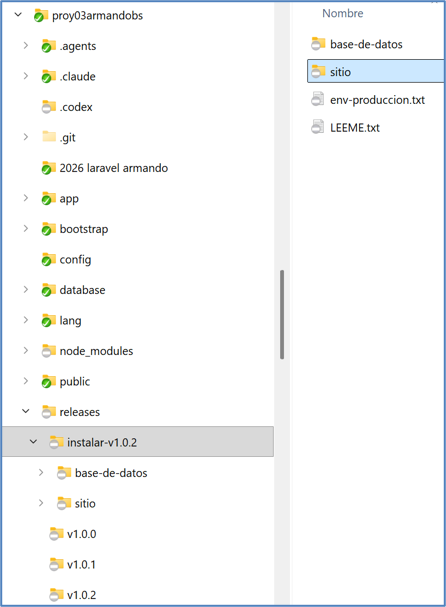 proy03armandobs
.agents
.claude
.codex
.git
2026 laravel armando
app
bootstrap
config
database
lang
node_modules
public
releases
instalar-v1.0.2
base-de-datos
sitio
v1.0.0
v1.0.1
v1.0.2
Nombre
base-de-datos
sitio
env-produccion.txt
LEEME.txt